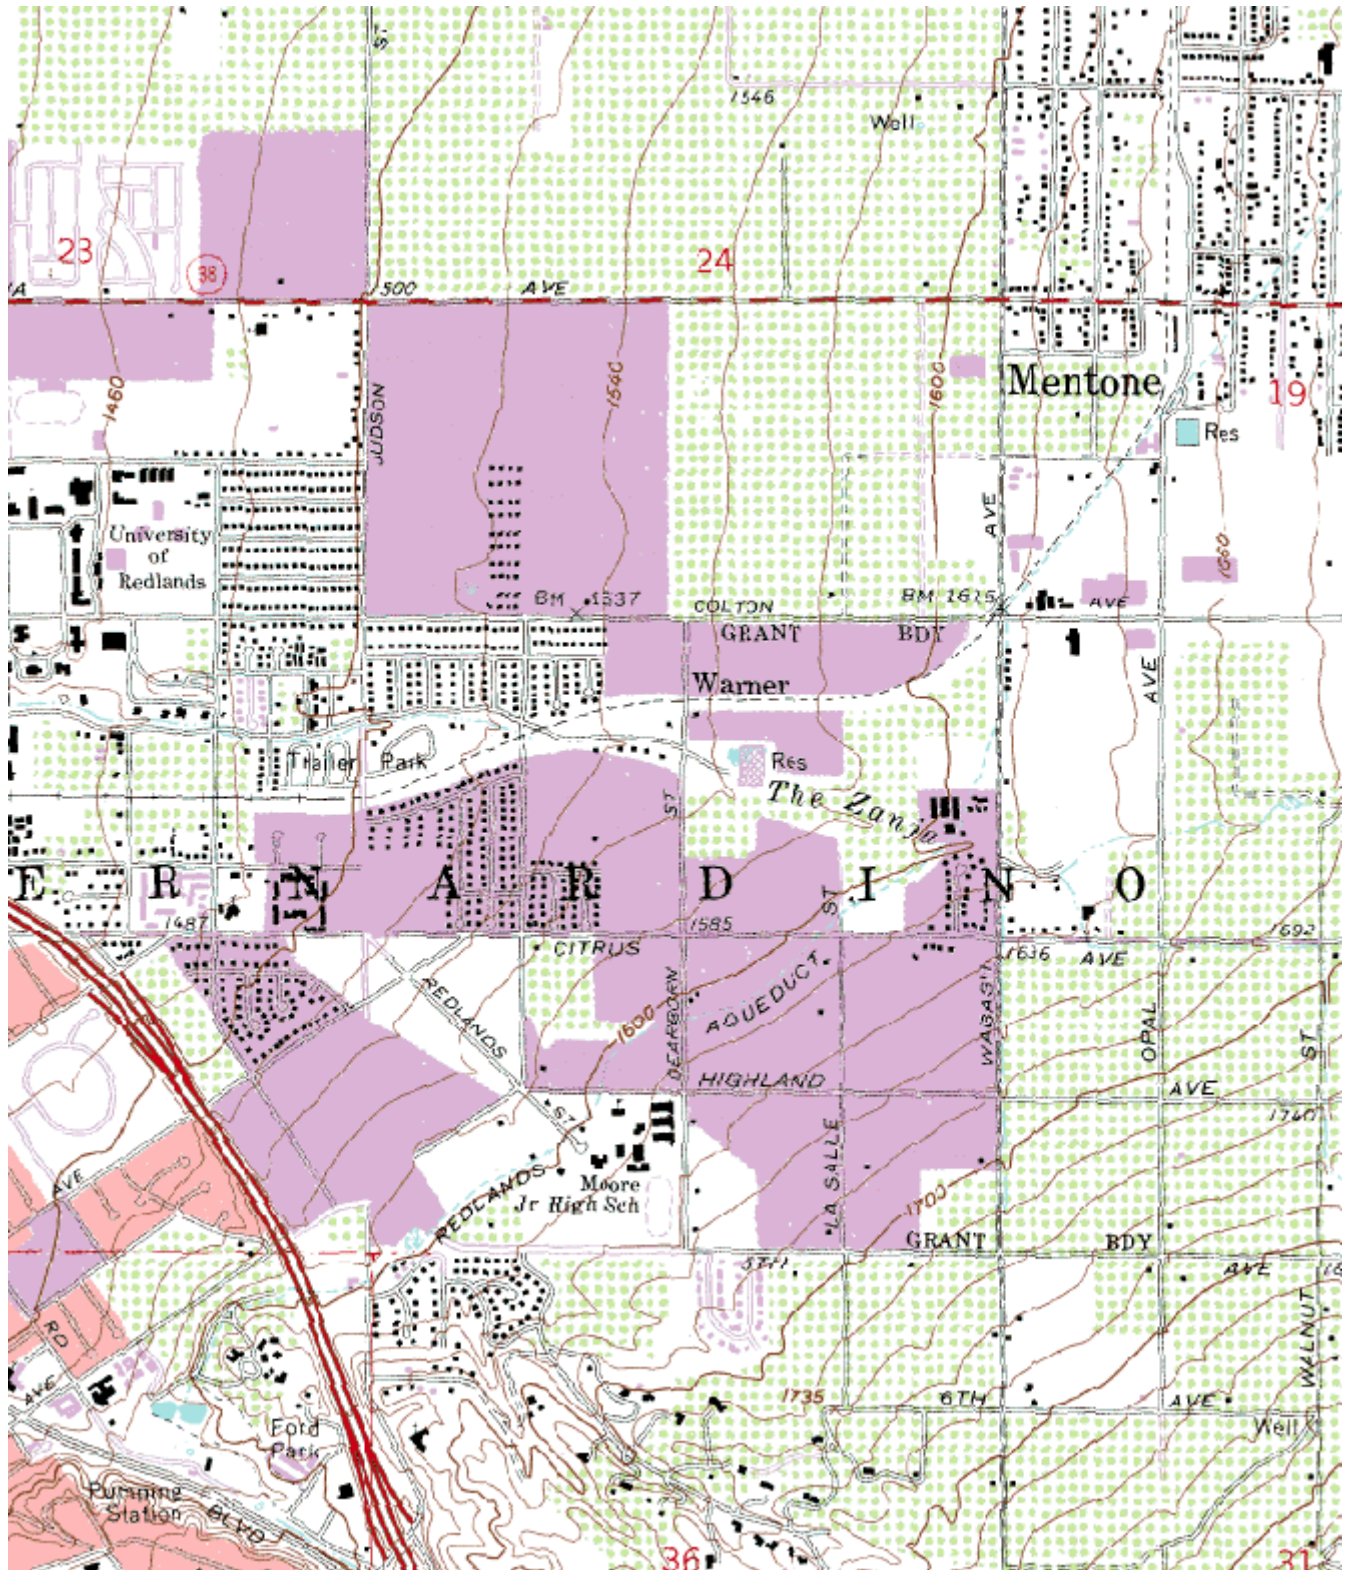 ST
1546
Well
23
24
38
A
1500
AVE
1460
JUDSON
1540
1600
Mentone
19
Res
University
of
Redlands
AVE
1560
BM 1537
COLTON
BM 1615
AVE
GRANT BDY
Warner
AVE
Trailer Park
Res
ST
The Zanja
E R N A R D I N O
ST
1487
1585
CITRUS
1636
AVE
1692
REDLANDS
AQUEDUCT
DEARBORN
WABASH
OPAL
ST
1600
HIGHLAND
AVE
ST
1740
LA SALLE
AVE
Moore
Jr High Sch
REDLANDS
1700
GRANT BDY
5TH
AVE
RD
WALNUT
AVE
1735
6TH AVE
Ford
Park
Well
Pumping
Station
BLVD
36
31